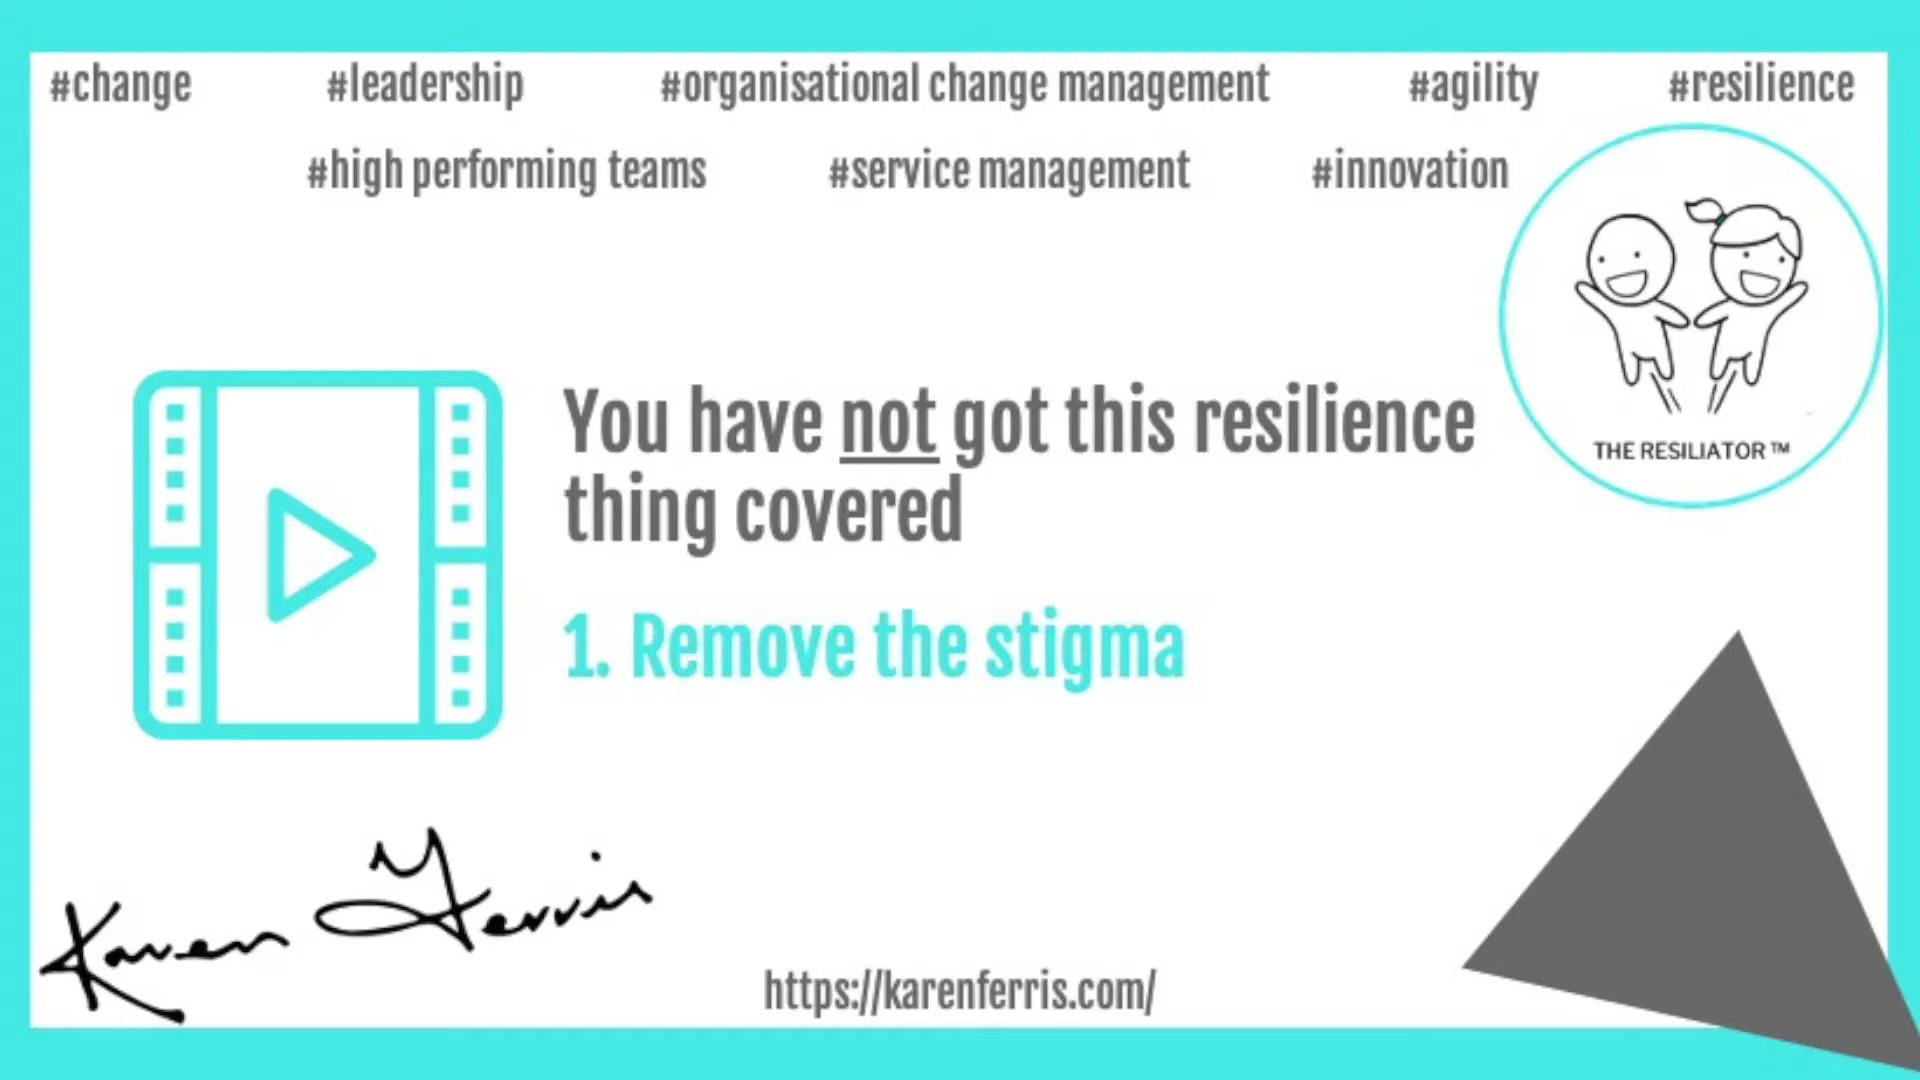 #change #leadership #organisational change management #agility #resilience
#high performing teams #service management #innovation
You have not got this resilience
thing covered
THE RESILIATOR ™
1. Remove the stigma
Karen Ferris
https://karenferris.com/